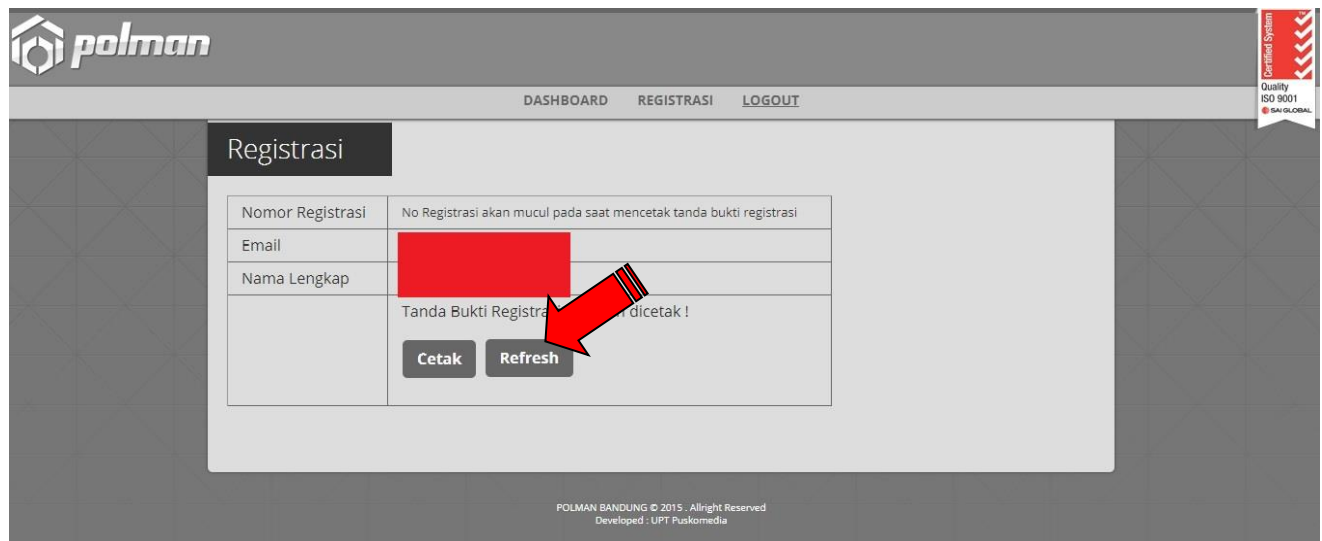 polman
Certified System
Quality
ISO 9001
SAI GLOBAL
DASHBOARD REGISTRASI LOGOUT
Registrasi
Nomor Registrasi No Registrasi akan mucul pada saat mencetak tanda bukti registrasi
Email
Nama Lengkap
Tanda Bukti dicetak !
Cetak Refresh
POLMAN BANDUNG © 2015 . Allright Reserved
Developed : UPT Puskomedia